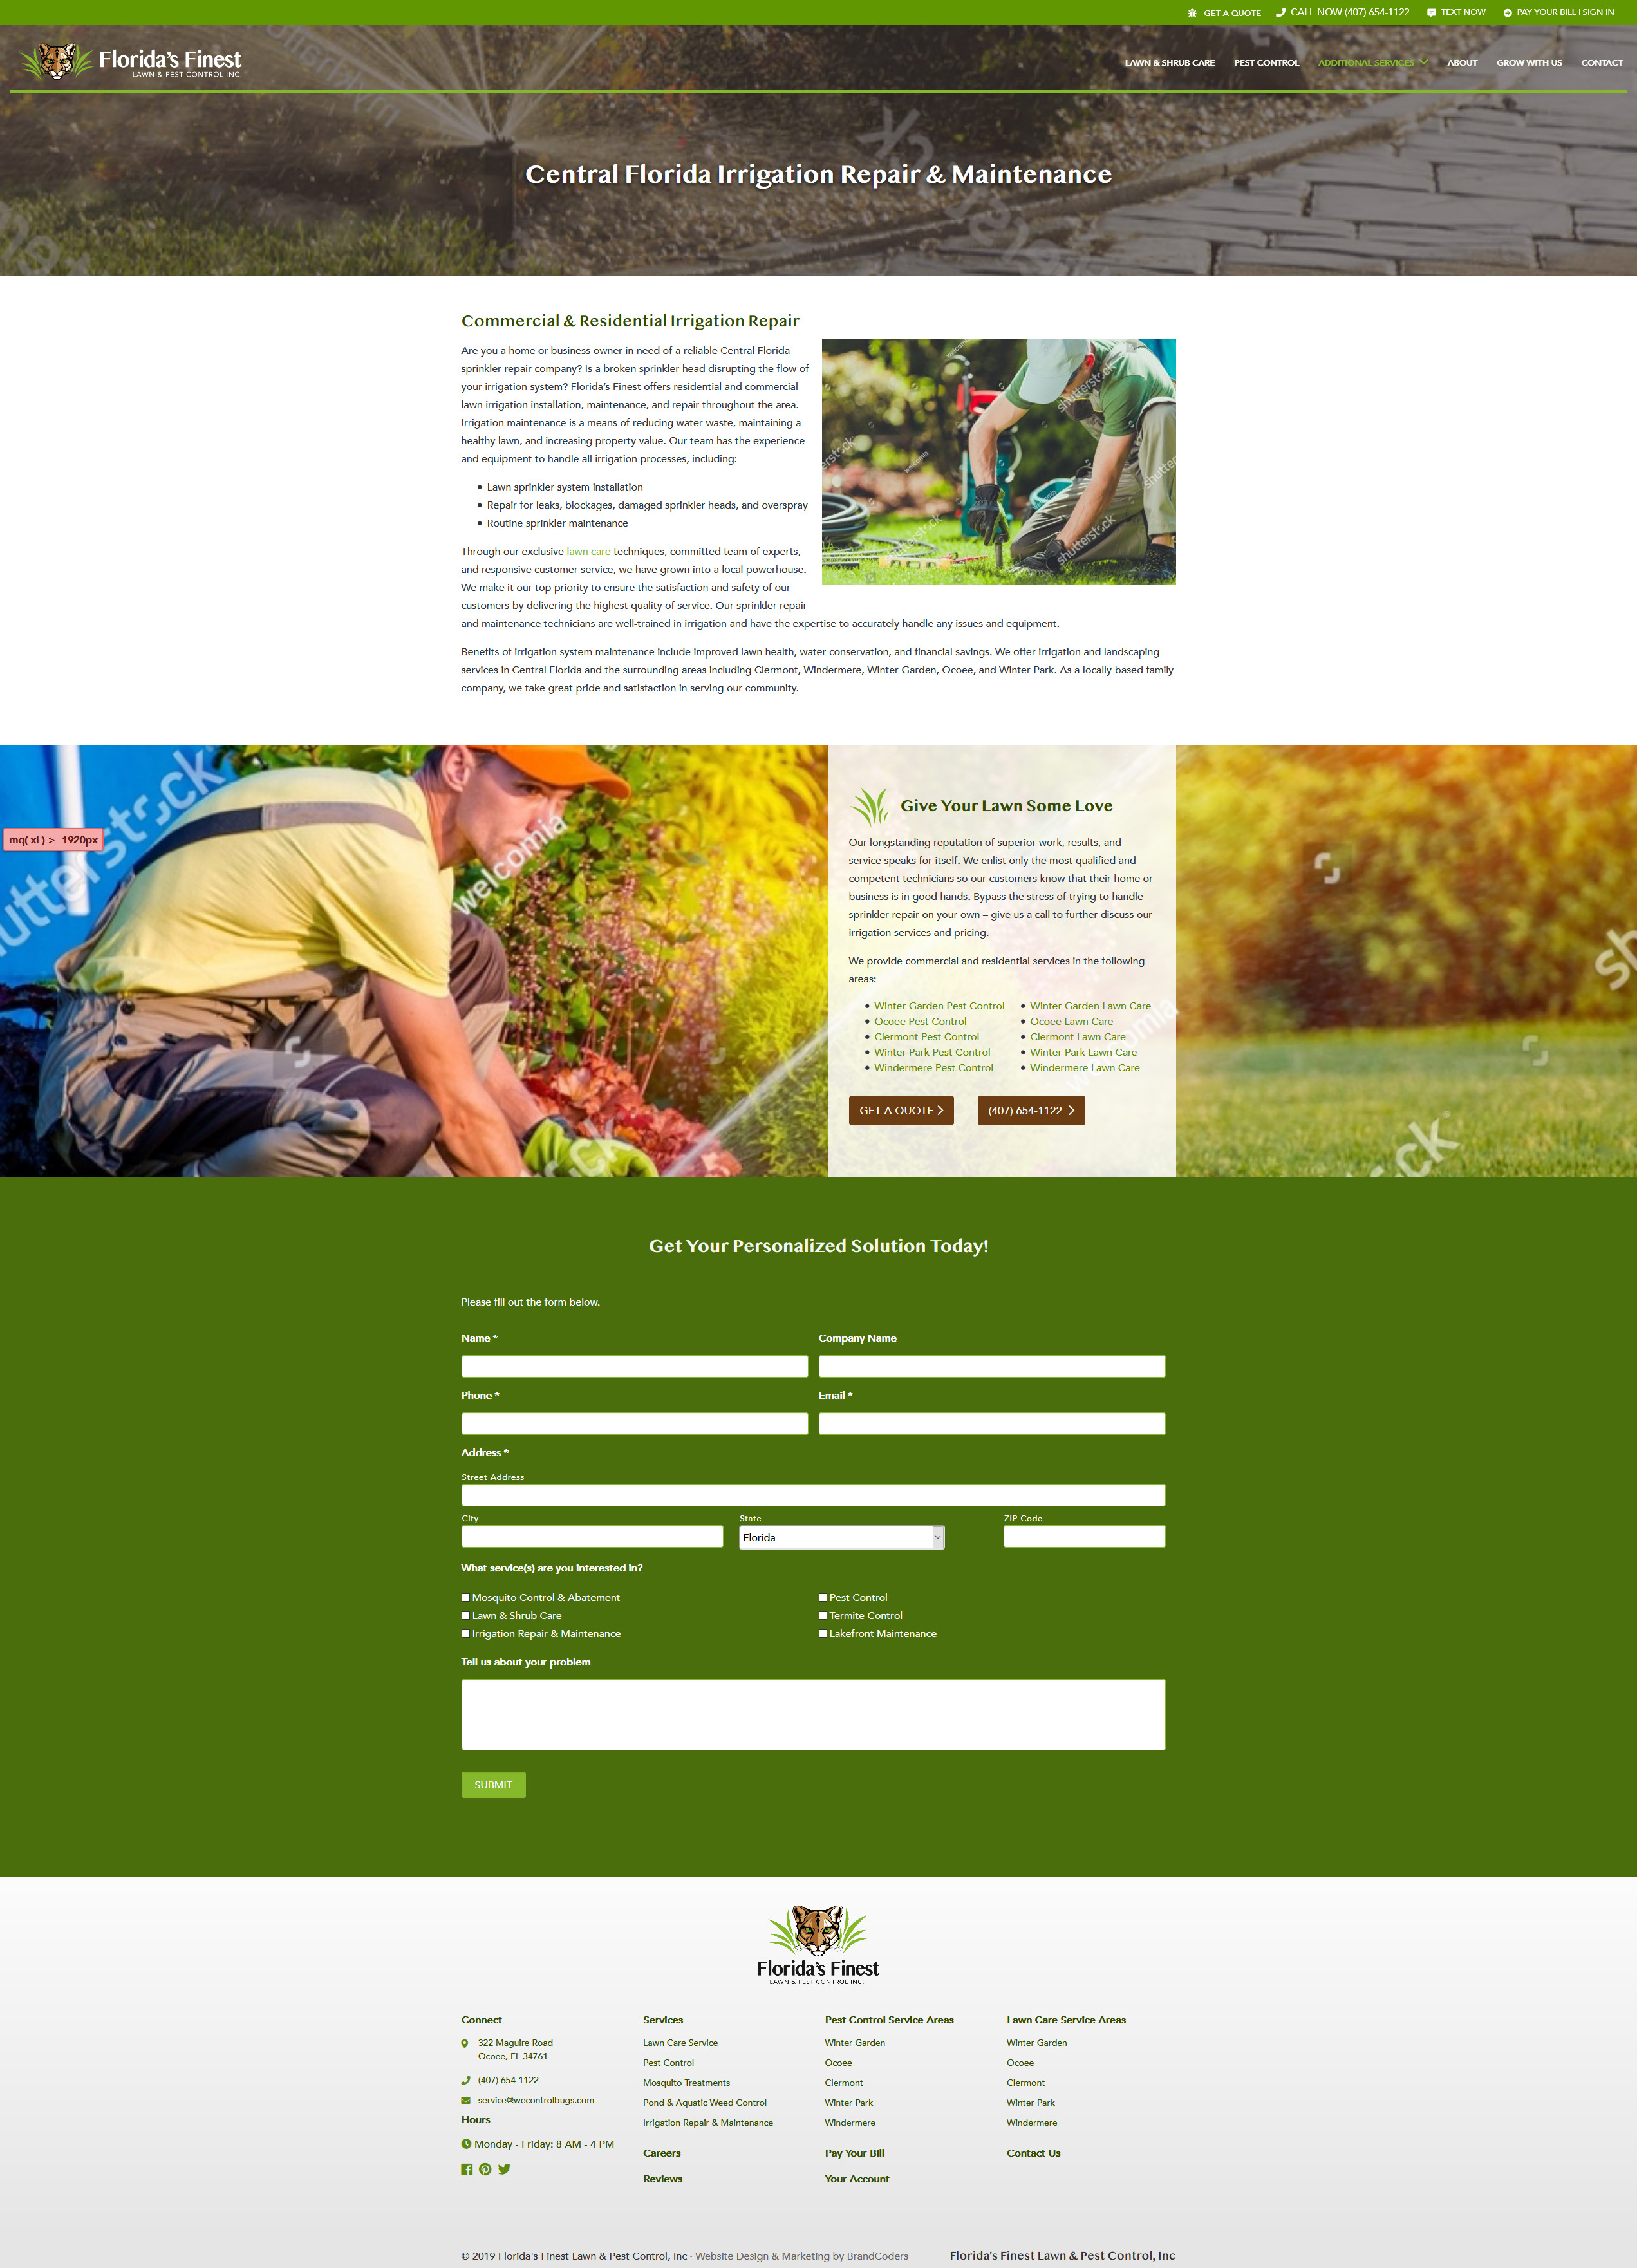 GET A QUOTE CALL NOW (407) 654-1122 TEXT NOW PAY YOUR BILL | SIGN IN
Florida's Finest
LAWN & PEST CONTROL INC.
LAWN & SHRUB CARE PEST CONTROL ADDITIONAL SERVICES ABOUT GROW WITH US CONTACT
Central Florida Irrigation Repair & Maintenance
Commercial & Residential Irrigation Repair
Are you a home or business owner in need of a reliable Central Florida
sprinkler repair company? Is a broken sprinkler head disrupting the flow of
your irrigation system? Florida's Finest offers residential and commercial
lawn irrigation installation, maintenance, and repair throughout the area.
Irrigation maintenance is a means of reducing water waste, maintaining a
healthy lawn, and increasing property value. Our team has the experience
and equipment to handle all irrigation processes, including:
• Lawn sprinkler system installation
• Repair for leaks, blockages, damaged sprinkler heads, and overspray
• Routine sprinkler maintenance
Through our exclusive lawn care techniques, committed team of experts,
and responsive customer service, we have grown into a local powerhouse.
We make it our top priority to ensure the satisfaction and safety of our
customers by delivering the highest quality of service. Our sprinkler repair
and maintenance technicians are well-trained in irrigation and have the expertise to accurately handle any issues and equipment.
Benefits of irrigation system maintenance include improved lawn health, water conservation, and financial savings. We offer irrigation and landscaping
services in Central Florida and the surrounding areas including Clermont, Windermere, Winter Garden, Ocoee, and Winter Park. As a locally-based family
company, we take great pride and satisfaction in serving our community.
shutterstock
welcomia
shutterstock
shutterstock
mq( xl ) >=1920px
shutterstock
welcomia
Give Your Lawn Some Love
Our longstanding reputation of superior work, results, and
service speaks for itself. We enlist only the most qualified and
competent technicians so our customers know that their home or
business is in good hands. Bypass the stress of trying to handle
sprinkler repair on your own – give us a call to further discuss our
irrigation services and pricing.
We provide commercial and residential services in the following
areas:
• Winter Garden Pest Control • Winter Garden Lawn Care
• Ocoee Pest Control • Ocoee Lawn Care
• Clermont Pest Control • Clermont Lawn Care
• Winter Park Pest Control • Winter Park Lawn Care
• Windermere Pest Control • Windermere Lawn Care
GET A QUOTE (407) 654-1122
Get Your Personalized Solution Today!
Please fill out the form below.
Name * Company Name
Phone * Email *
Address *
Street Address
City State ZIP Code
Florida
What service(s) are you interested in?
Mosquito Control & Abatement Pest Control
Lawn & Shrub Care Termite Control
Irrigation Repair & Maintenance Lakefront Maintenance
Tell us about your problem
SUBMIT
Florida's Finest
LAWN & PEST CONTROL INC.
Connect Services Pest Control Service Areas Lawn Care Service Areas
322 Maguire Road Lawn Care Service Winter Garden Winter Garden
Ocoee, FL 34761
Pest Control Ocoee Ocoee
(407) 654-1122 Mosquito Treatments Clermont Clermont
service@wecontrolbugs.com Pond & Aquatic Weed Control Winter Park Winter Park
Hours Irrigation Repair & Maintenance Windermere Windermere
Monday - Friday: 8 AM - 4 PM Careers Pay Your Bill Contact Us
Reviews Your Account
© 2019 Florida's Finest Lawn & Pest Control, Inc · Website Design & Marketing by BrandCoders Florida's Finest Lawn & Pest Control, Inc